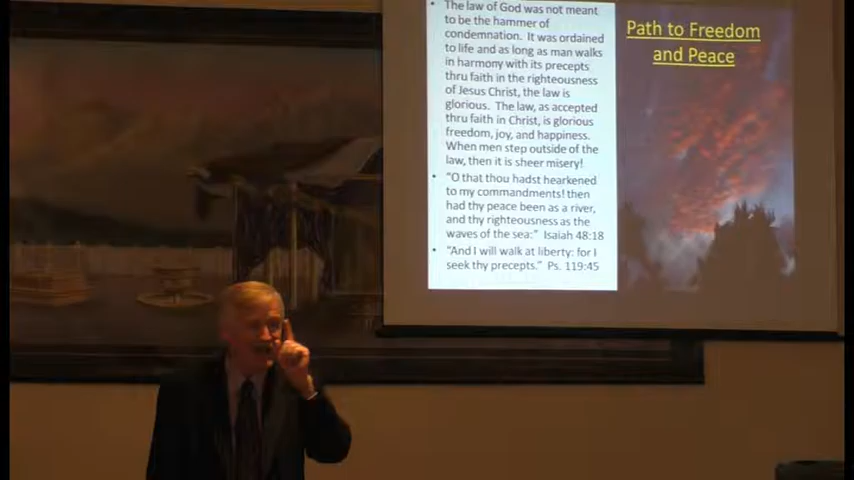 • The law of God was not meant
to be the hammer of
condemnation. It was ordained
to life and as long as man walks
in harmony with its precepts
thru faith in the righteousness
of Jesus Christ, the law is
glorious. The law, as accepted
thru faith in Christ, is glorious
freedom, joy, and happiness.
When men step outside of the
law, then it is sheer misery!
• "O that thou hadst hearkened
to my commandments! then
had thy peace been as a river,
and thy righteousness as the
waves of the sea:" Isaiah 48:18
• "And I will walk at liberty: for I
seek thy precepts." Ps. 119:45
Path to Freedom
and Peace